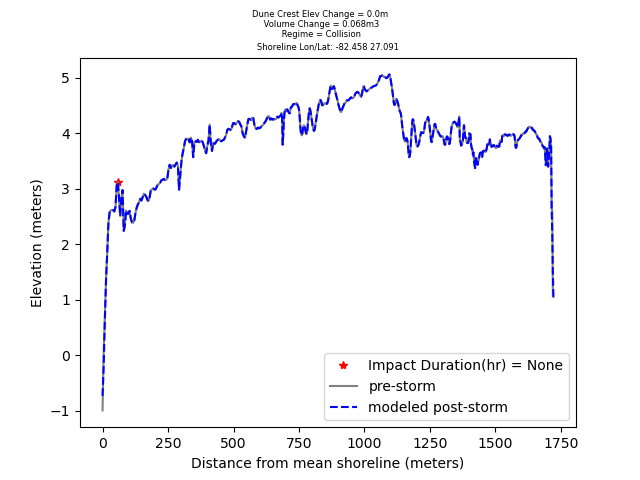 Dune Crest Elev Change = 0.0m
Volume Change = 0.068m3
Regime = Collision
Shoreline Lon/Lat: -82.458 27.091
5
4
3
2
1
0
−1
Elevation (meters)
Impact Duration(hr) = None
pre-storm
modeled post-storm
0 250 500 750 1000 1250 1500 1750
Distance from mean shoreline (meters)